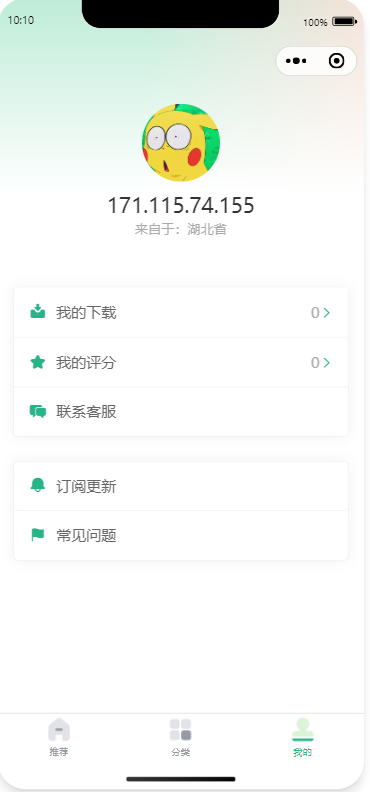 10:10
100%
171.115.74.155
来自于：湖北省
我的下载 0
我的评分 0
联系客服
订阅更新
常见问题
推荐 分类 我的